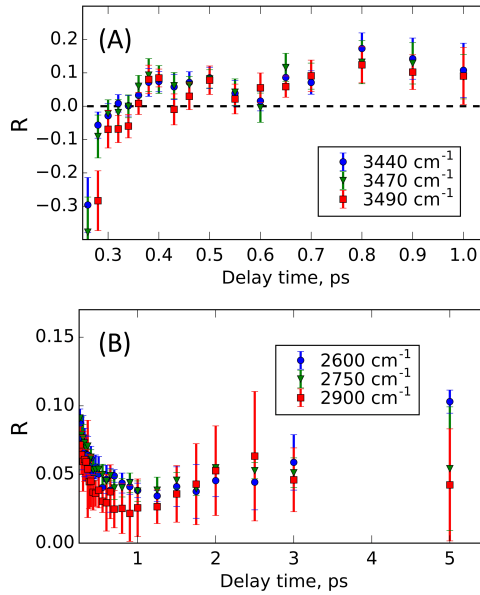 (A)
0.2
0.1
0.0
−0.1
−0.2
−0.3
R
3440 cm⁻¹
3470 cm⁻¹
3490 cm⁻¹
0.3 0.4 0.5 0.6 0.7 0.8 0.9 1.0
Delay time, ps
(B)
0.15
0.10
0.05
0.00
R
2600 cm⁻¹
2750 cm⁻¹
2900 cm⁻¹
1 2 3 4 5
Delay time, ps